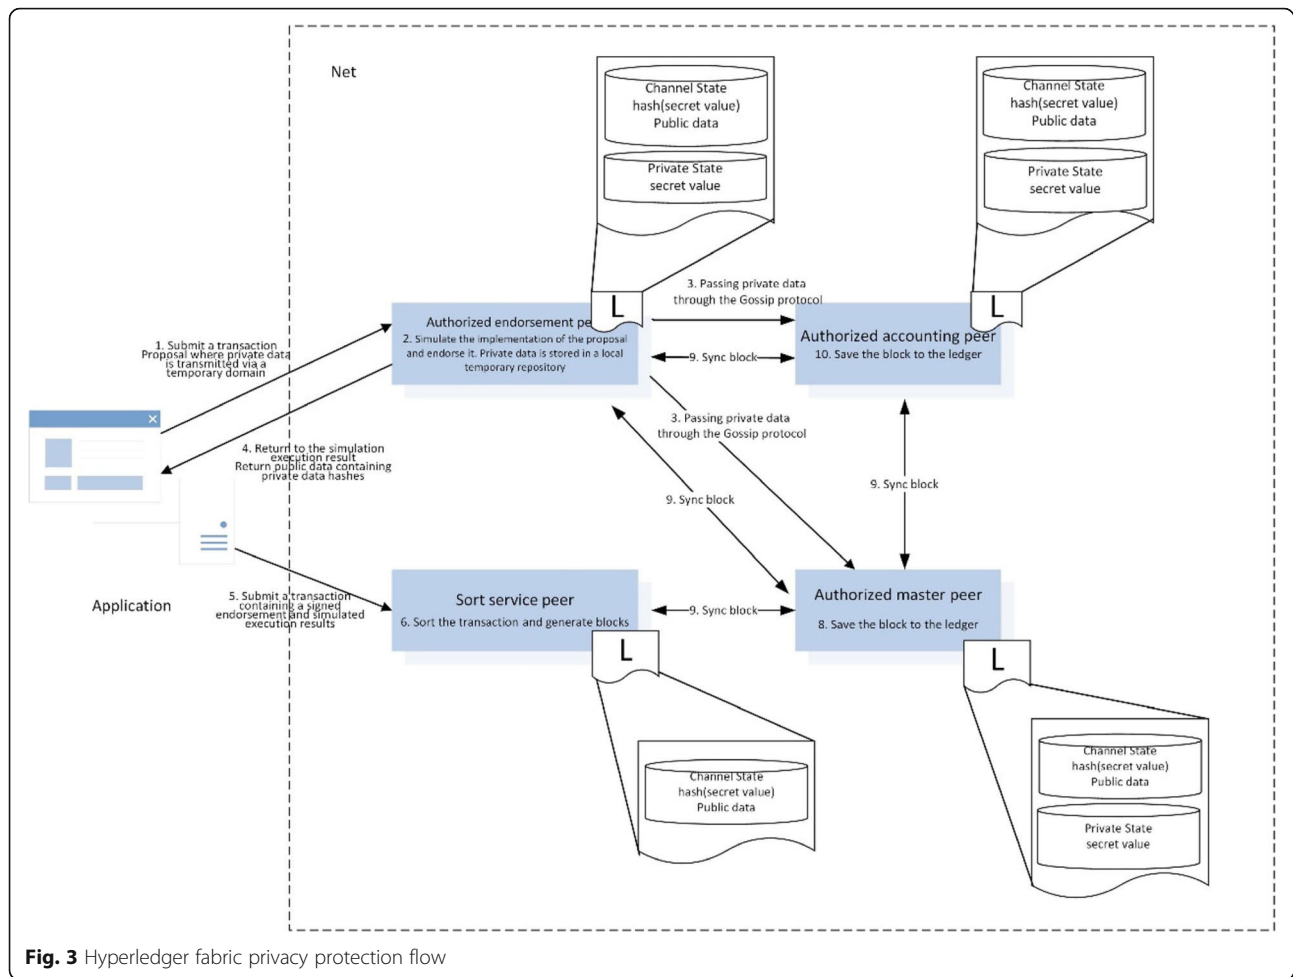 Net
Channel State
hash(secret value)
Public data
Private State
secret value
Channel State
hash(secret value)
Public data
Private State
secret value
L
L
3. Passing private data
through the Gossip protocol
Authorized endorsement pe
2. Simulate the implementation of the proposal
and endorse it. Private data is stored in a local
temporary repository
Authorized accounting peer
10. Save the block to the ledger
9. Sync block
1. Submit a transaction
Proposal where private data
is transmitted via a
temporary domain
3. Passing private data
through the Gossip protocol
4. Return to the simulation
execution result
Return public data containing
private data hashes
9. Sync block
9. Sync block
Application
5. Submit a transaction
containing a signed
endorsement and simulated
execution results
Sort service peer
6. Sort the transaction and generate blocks
9. Sync block
Authorized master peer
8. Save the block to the ledger
L
L
Channel State
hash(secret value)
Public data
Channel State
hash(secret value)
Public data
Private State
secret value
Fig. 3 Hyperledger fabric privacy protection flow